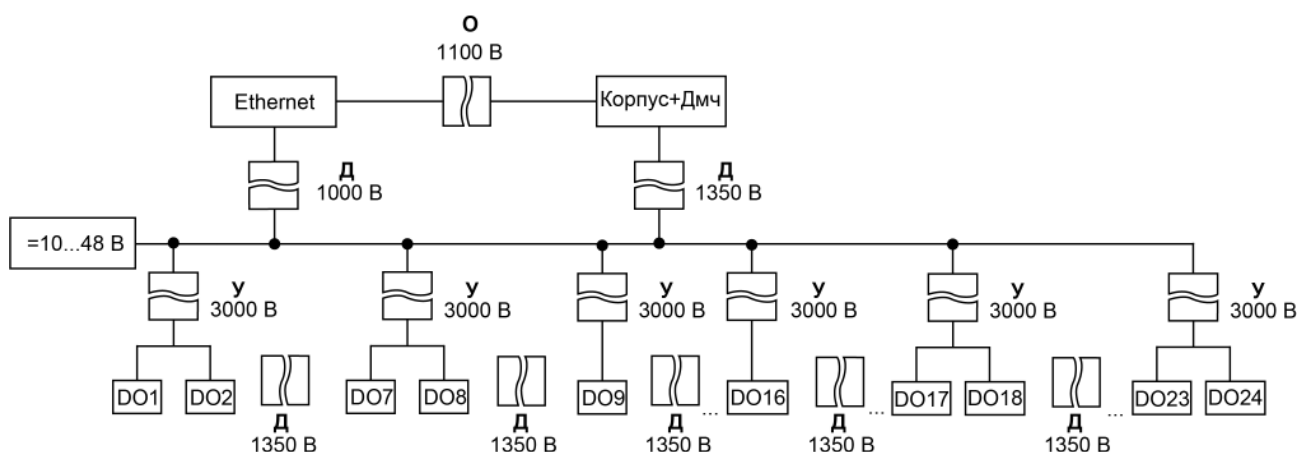 О
1100 В
Ethernet
Корпус+Дмч
Д
1000 В
Д
1350 В
=10...48 В
У
3000 В
У
3000 В
У
3000 В
У
3000 В
У
3000 В
У
3000 В
DO1
DO2
Д
1350 В
DO7
DO8
Д
1350 В
DO9
Д
1350 В
...
DO16
Д
1350 В
...
DO17
DO18
Д
1350 В
...
DO23
DO24